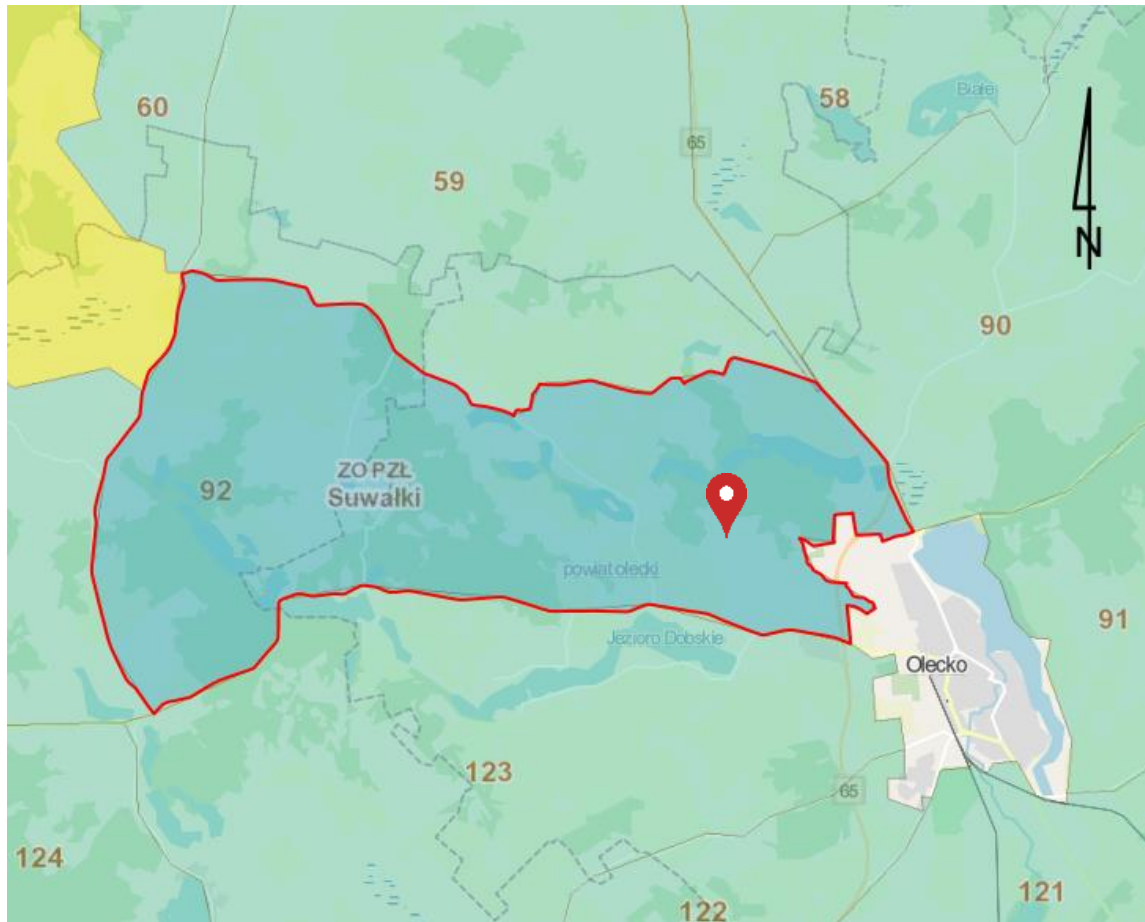 60
58
Białe
65
59
N
90
92
ZO PZŁ
Suwałki
powiat olecki
Jezioro Dobskie
91
Olecko
123
65
124
121
122